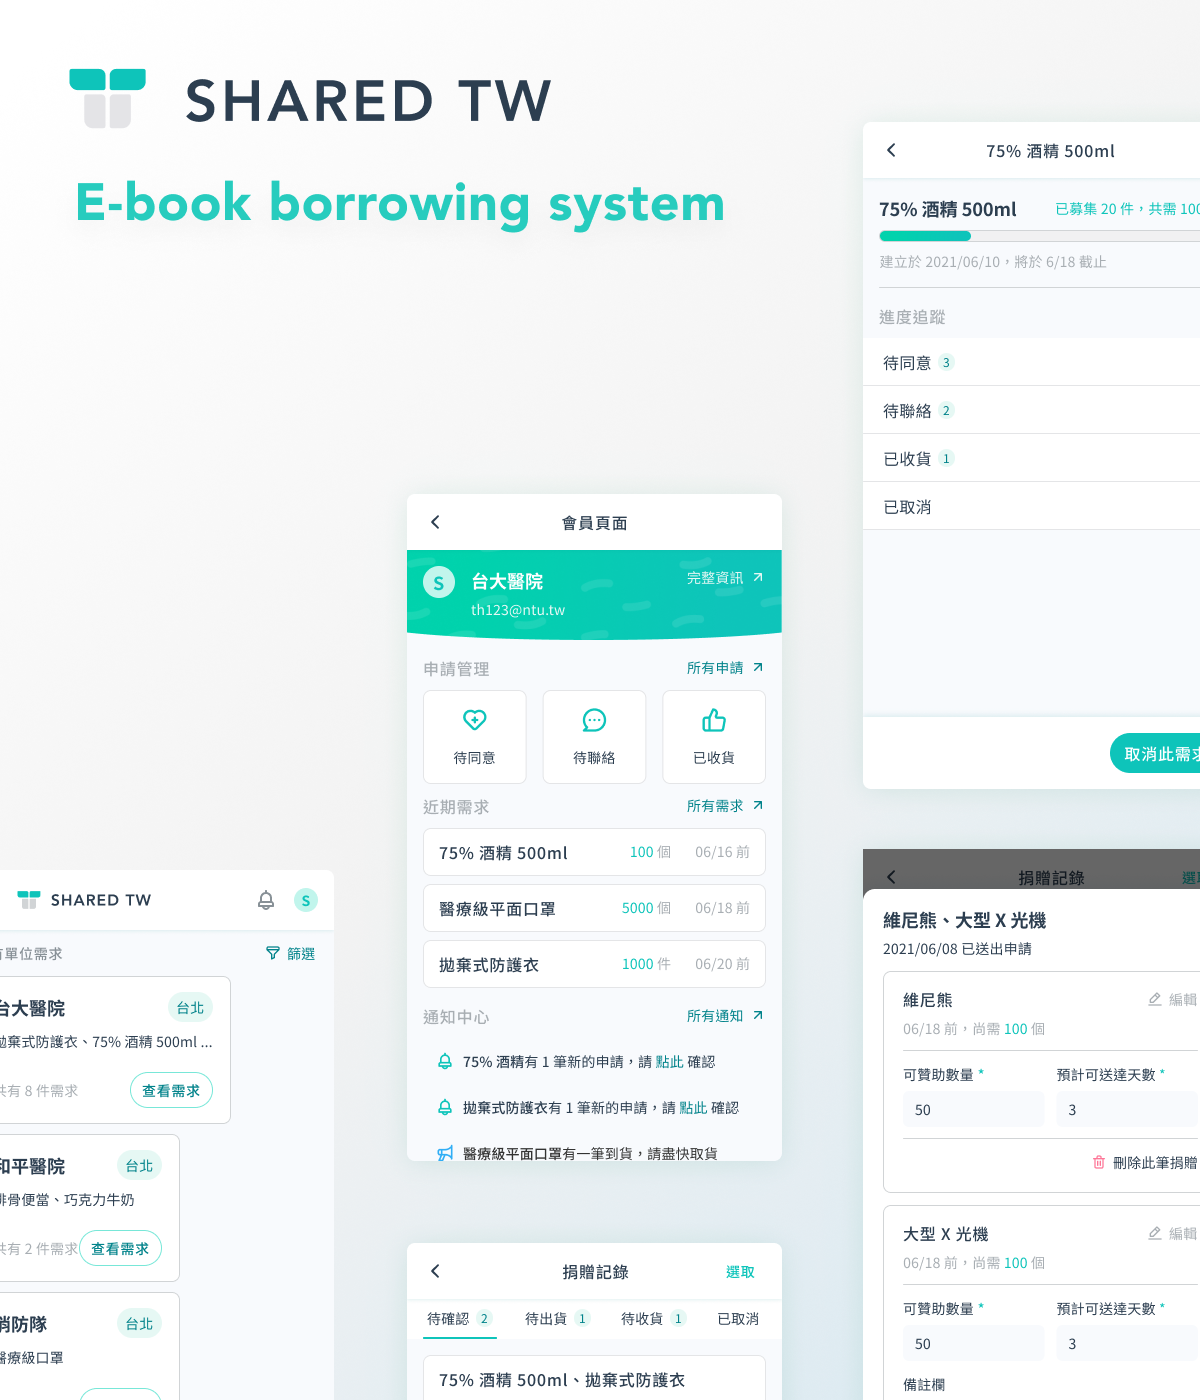 SHARED TW
E-book borrowing system
75% 酒精 500ml
75% 酒精 500ml
已募集 20 件，共需 100
建立於 2021/06/10，將於 6/18 截止
進度追蹤
待同意 3
待聯絡 2
已收貨 1
已取消
取消此需求
會員頁面
S 台大醫院 完整資訊
th123@ntu.tw
申請管理 所有申請
待同意 待聯絡 已收貨
近期需求 所有需求
75% 酒精 500ml 100 個 06/16 前
醫療級平面口罩 5000 個 06/18 前
拋棄式防護衣 1000 件 06/20 前
通知中心 所有通知
75% 酒精有 1 筆新的申請，請 點此 確認
拋棄式防護衣有 1 筆新的申請，請 點此 確認
醫療級平面口罩有一筆到貨，請盡快取貨
SHARED TW S
單位需求 篩選
台大醫院 台北
拋棄式防護衣、75% 酒精 500ml ...
共有 8 件需求 查看需求
和平醫院 台北
排骨便當、巧克力牛奶
共有 2 件需求 查看需求
消防隊 台北
醫療級口罩
捐贈記錄 選取
待確認 2 待出貨 1 待收貨 1 已取消
75% 酒精 500ml、拋棄式防護衣
捐贈記錄 選
維尼熊、大型 X 光機
2021/06/08 已送出申請
維尼熊 編輯
06/18 前，尚需 100 個
可贊助數量 * 預計可送達天數 *
50 3
刪除此筆捐贈
大型 X 光機 編輯
06/18 前，尚需 100 個
可贊助數量 * 預計可送達天數 *
50 3
備註欄